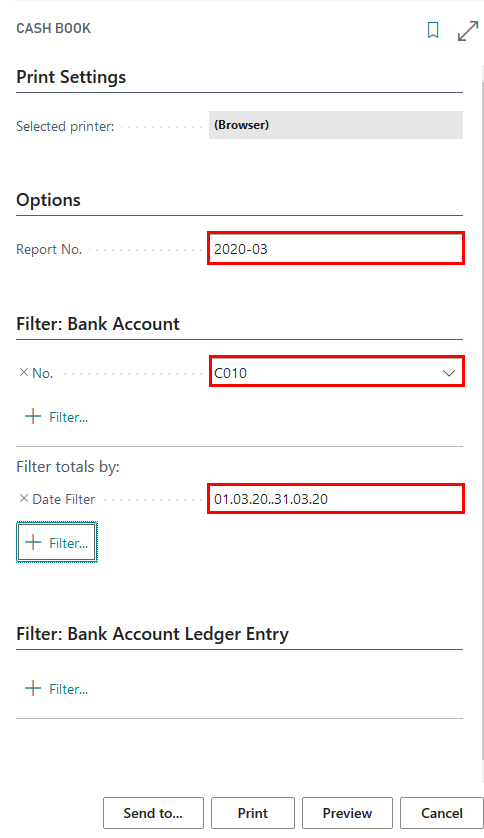 CASH BOOK
Print Settings
Selected printer: (Browser)
Options
Report No. 2020-03
Filter: Bank Account
No. C010
Filter...
Filter totals by:
Date Filter 01.03.20..31.03.20
Filter...
Filter: Bank Account Ledger Entry
Filter...
Send to... Print Preview Cancel